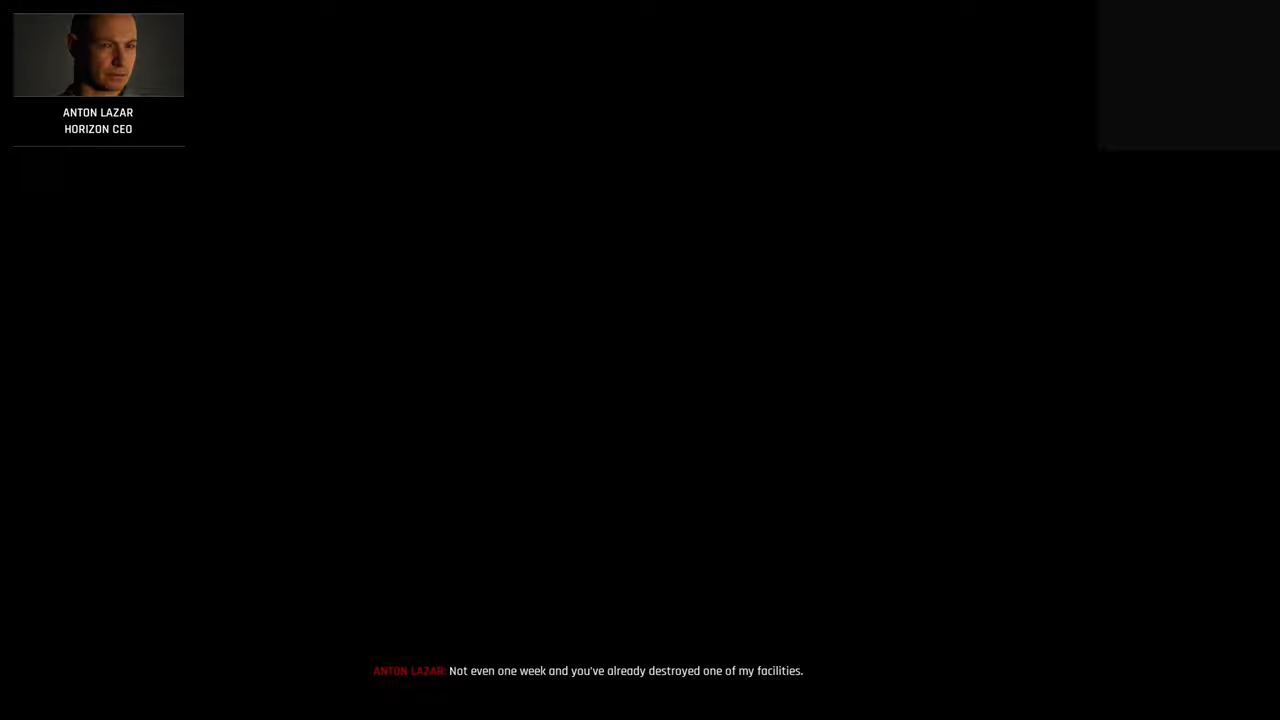 ANTON LAZAR
HORIZON CEO
ANTON LAZAR: Not even one week and you've already destroyed one of my facilities.